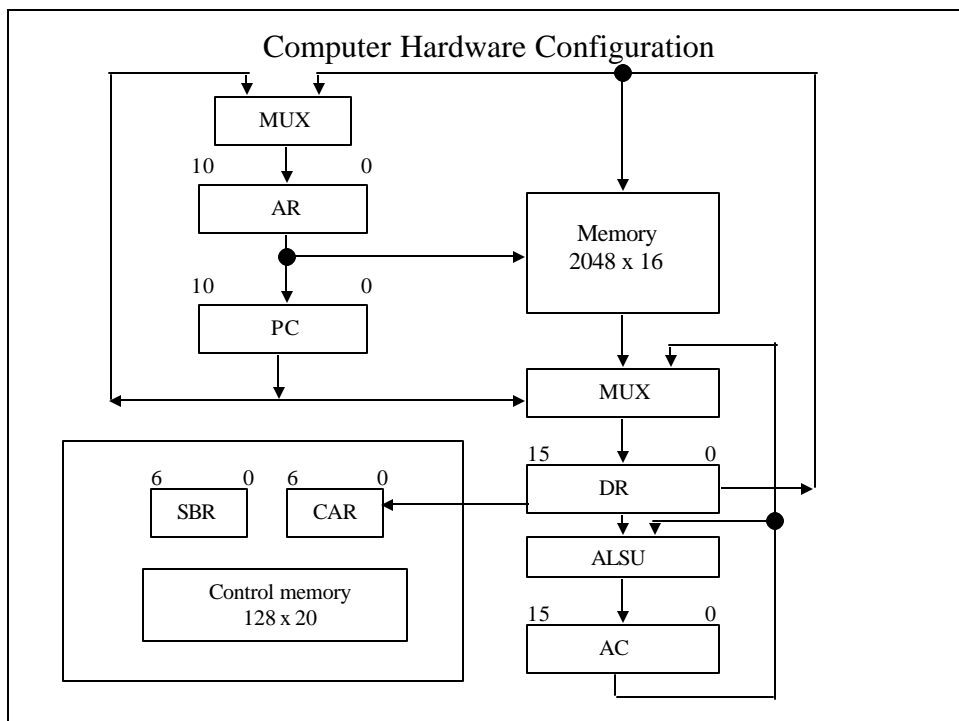 Computer Hardware Configuration
MUX
10 0
AR
Memory
2048 x 16
10 0
PC
MUX
15 0
DR
6 0
SBR
6 0
CAR
ALSU
Control memory
128 x 20
15 0
AC